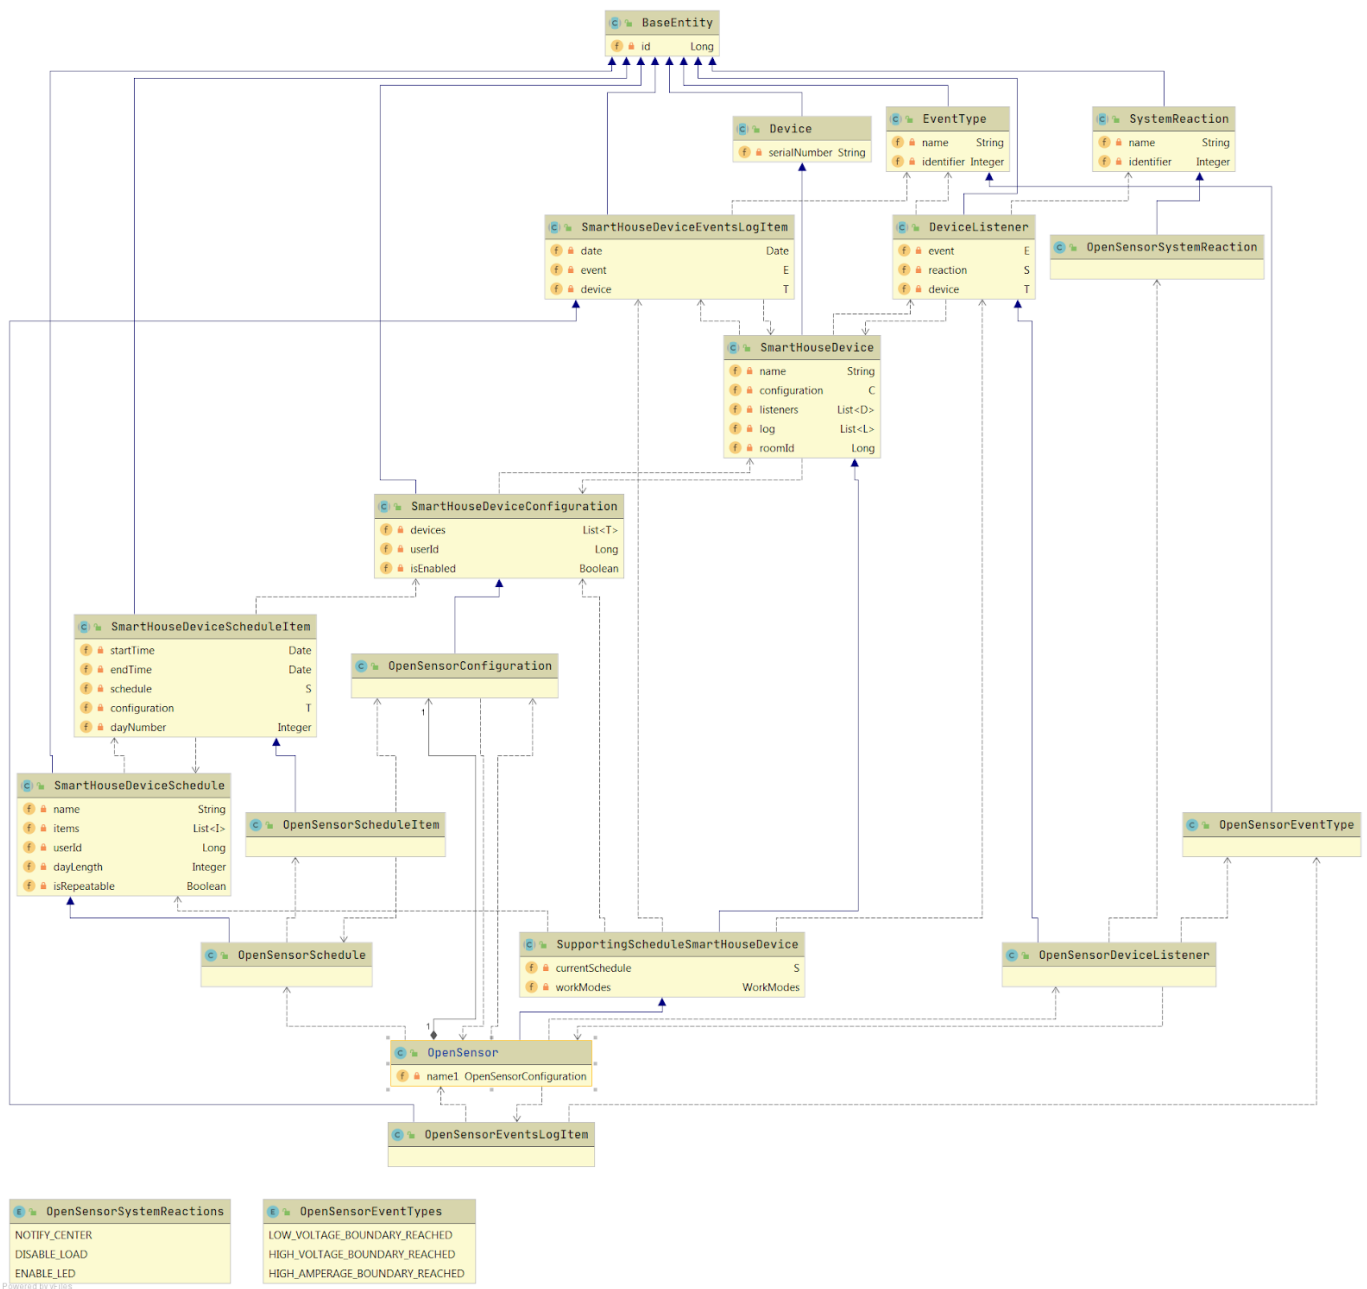 BaseEntity
id Long
Device
serialNumber String
EventType
name String
identifier Integer
SystemReaction
name String
identifier Integer
SmartHouseDeviceEventsLogItem
date Date
event E
device T
DeviceListener
event E
reaction S
device T
OpenSensorSystemReaction
SmartHouseDevice
name String
configuration C
listeners List<D>
log List<L>
roomId Long
SmartHouseDeviceConfiguration
devices List<T>
userId Long
isEnabled Boolean
SmartHouseDeviceScheduleItem
startTime Date
endTime Date
schedule S
configuration T
dayNumber Integer
OpenSensorConfiguration
1
SmartHouseDeviceSchedule
name String
items List<I>
userId Long
dayLength Integer
isRepeatable Boolean
OpenSensorScheduleItem
OpenSensorEventType
OpenSensorSchedule
SupportingScheduleSmartHouseDevice
currentSchedule S
workModes WorkModes
OpenSensorDeviceListener
1
OpenSensor
name1 OpenSensorConfiguration
OpenSensorEventsLogItem
OpenSensorSystemReactions
NOTIFY_CENTER
DISABLE_LOAD
ENABLE_LED
OpenSensorEventTypes
LOW_VOLTAGE_BOUNDARY_REACHED
HIGH_VOLTAGE_BOUNDARY_REACHED
HIGH_AMPERAGE_BOUNDARY_REACHED
Powered by yFiles